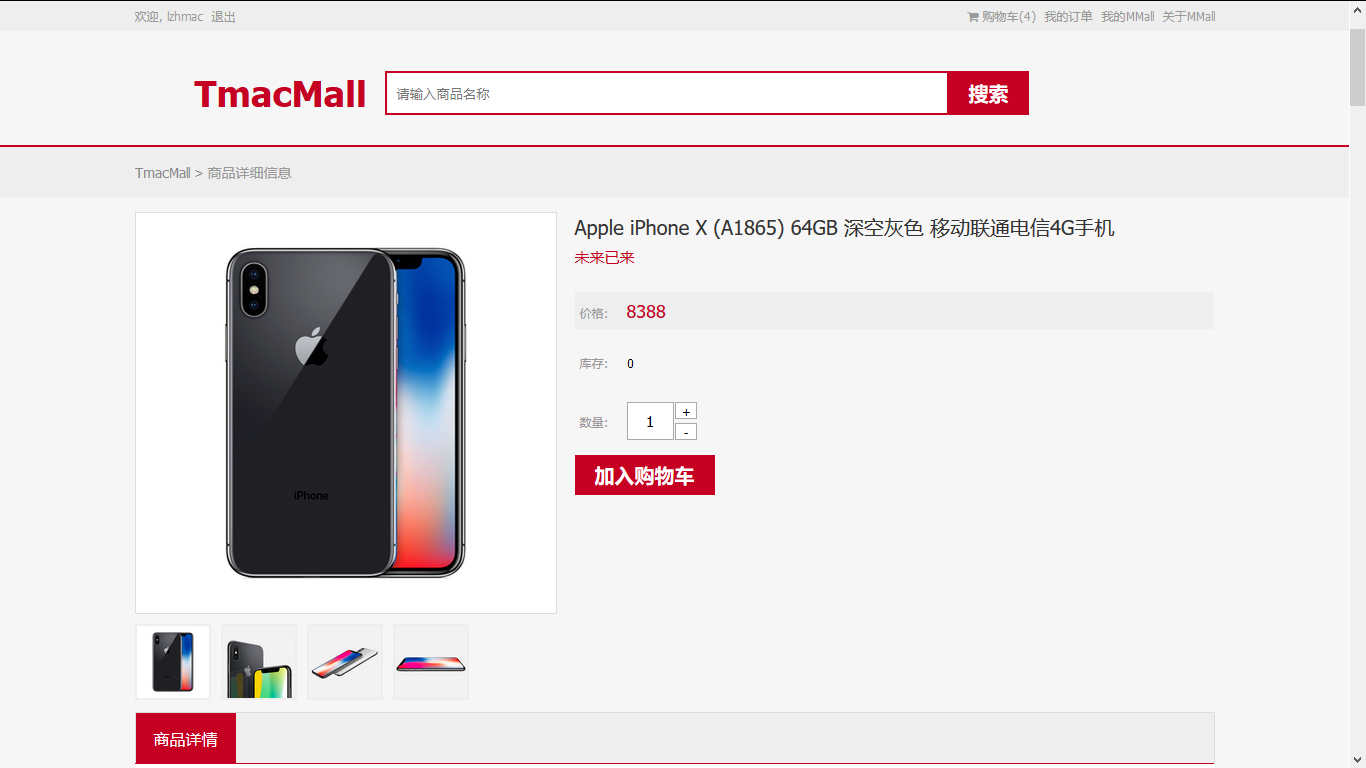 欢迎, lzhmac 退出
购物车(4) 我的订单 我的MMall 关于MMall
TmacMall
请输入商品名称
搜索
TmacMall > 商品详细信息
Apple iPhone X (A1865) 64GB 深空灰色 移动联通电信4G手机
未来已来
价格: 8388
库存: 0
数量: 1
+
-
加入购物车
iPhone
商品详情